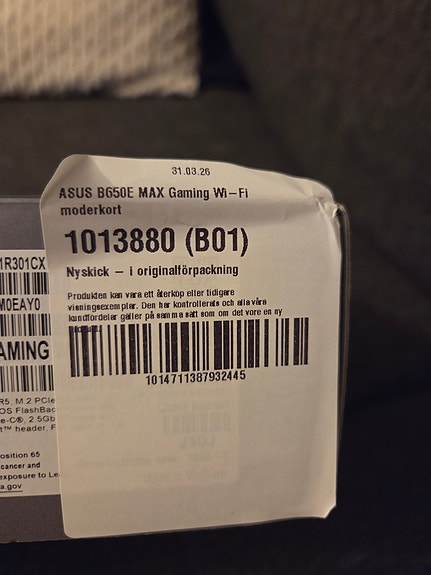 31.03.26
ASUS B650E MAX Gaming Wi-Fi
moderkort
1013880 (B01)
Nyskick – i originalförpackning
Produkten kan vara ett återköp eller tidigare
visningsexemplar. Den har kontrollerats och alla våra
kundfördelar gäller på samma sätt som om det vore en ny
1014711387932445
1R301CX
M0EAY0
AMING
R5, M.2 PCIe
OS FlashBac
e-C®, 2.5Gb
t™ header, F
osition 65
cancer and
exposure to Le
a.gov